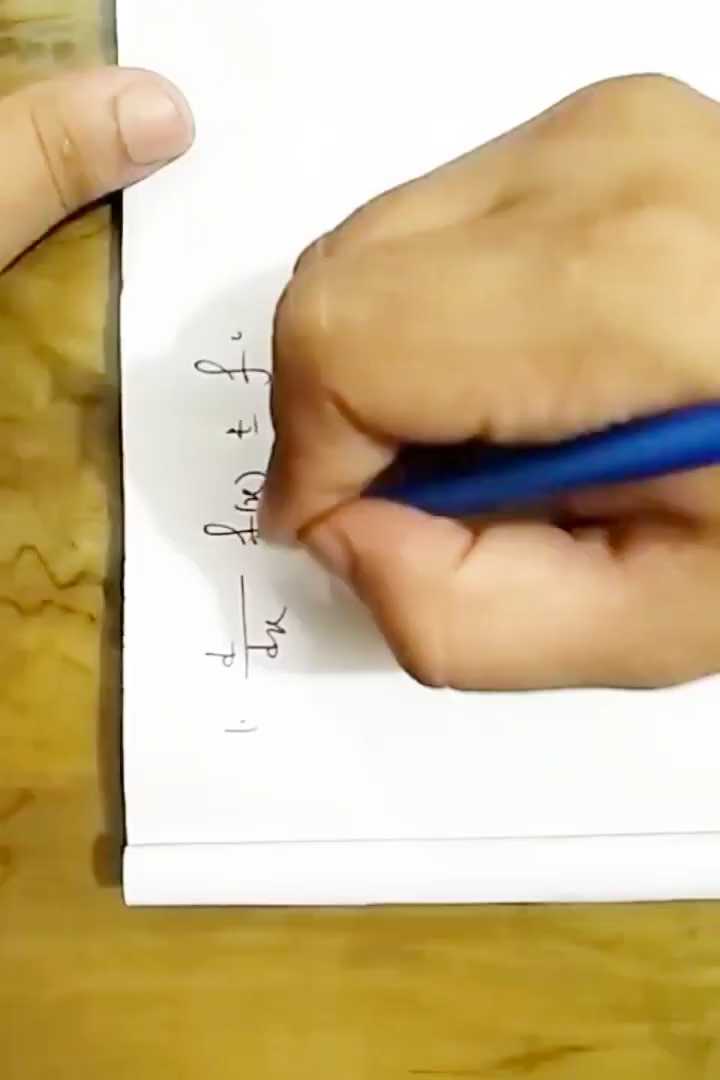 1. d/dx f(x) ± f